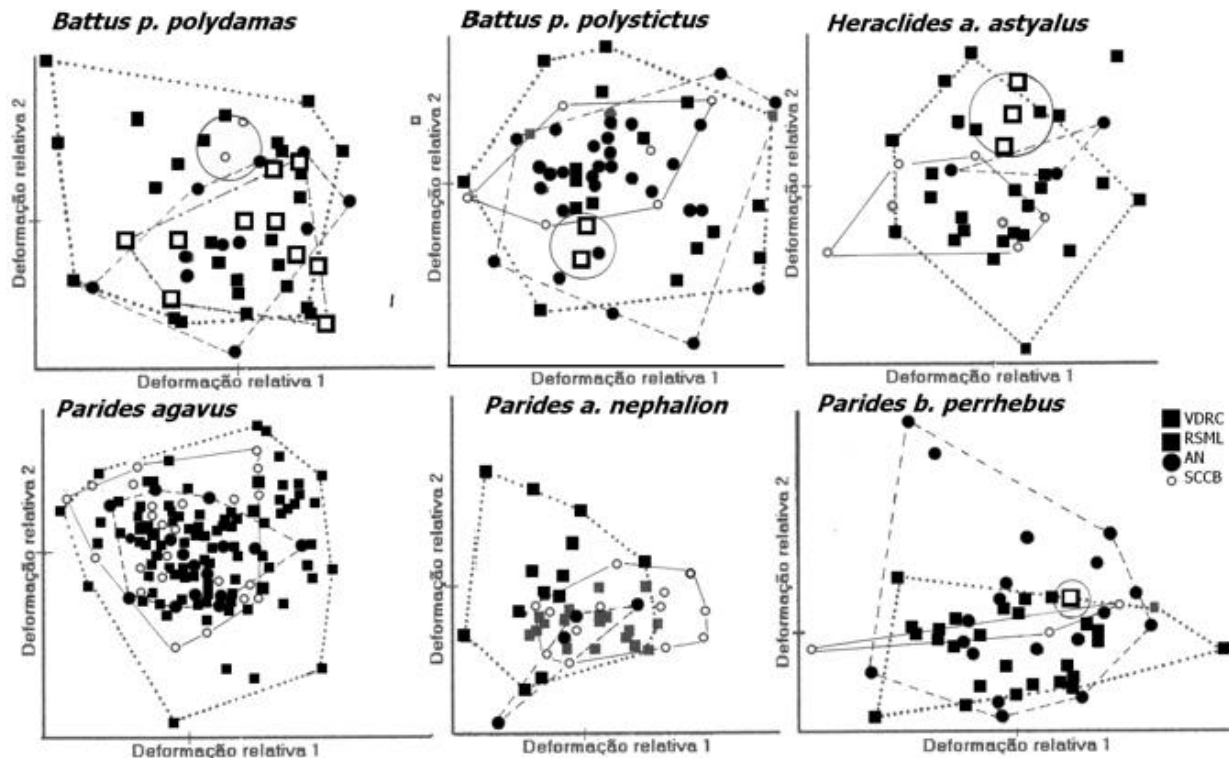 Battus p. polydamas
Battus p. polystictus
Heraclides a. astyalus
Deformação relativa 2
Deformação relativa 2
Deformação relativa 2
Deformação relativa 1
Deformação relativa 1
Deformação relativa 1
Parides agavus
Parides a. nephalion
Parides b. perrhebus
VDRC
RSML
AN
SCCB
Deformação relativa 2
Deformação relativa 2
Deformação relativa 2
Deformação relativa 1
Deformação relativa 1
Deformação relativa 1